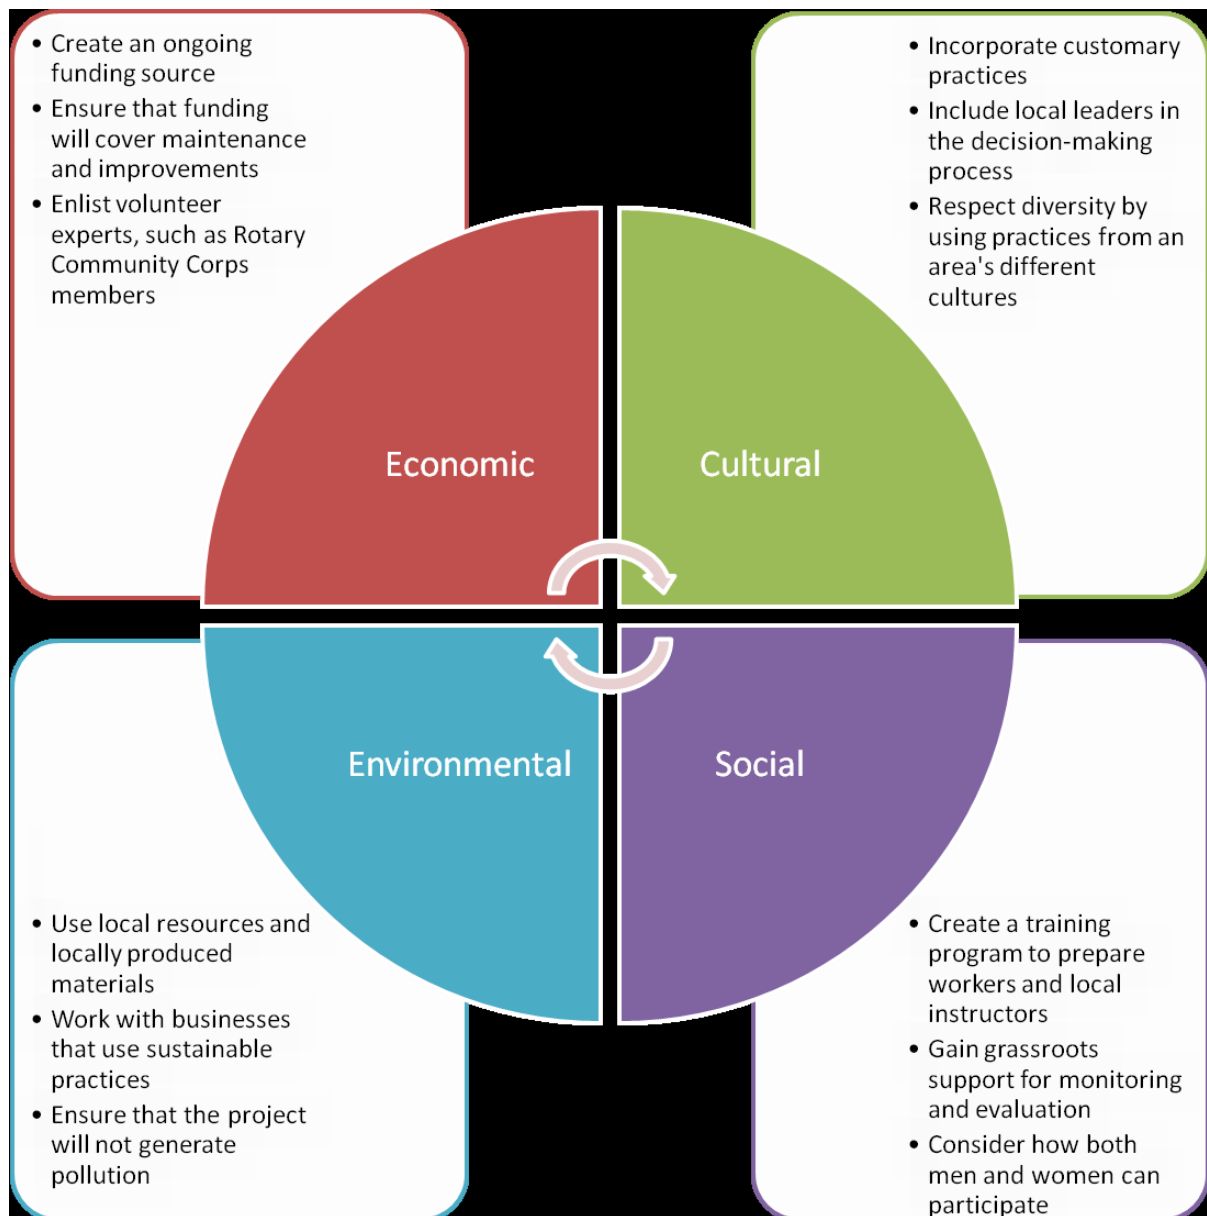 • Create an ongoing
funding source
• Ensure that funding
will cover maintenance
and improvements
• Enlist volunteer
experts, such as Rotary
Community Corps
members
• Incorporate customary
practices
• Include local leaders in
the decision-making
process
• Respect diversity by
using practices from an
area's different
cultures
Economic
Cultural
Environmental
Social
• Use local resources and
locally produced
materials
• Work with businesses
that use sustainable
practices
• Ensure that the project
will not generate
pollution
• Create a training
program to prepare
workers and local
instructors
• Gain grassroots
support for monitoring
and evaluation
• Consider how both
men and women can
participate